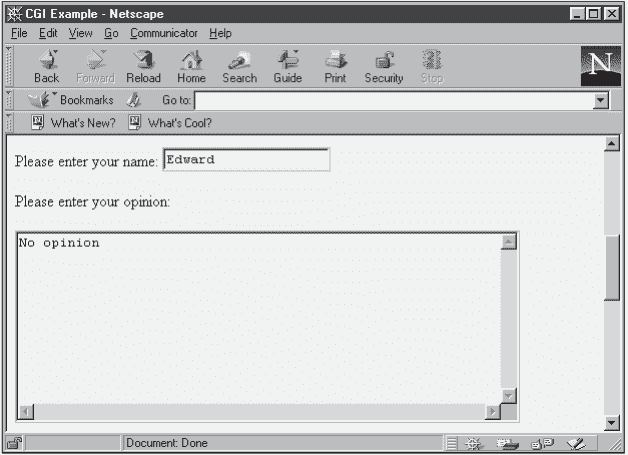 CGI Example - Netscape
File Edit View Go Communicator Help
Back Forward Reload Home Search Guide Print Security Stop
N
Bookmarks Go to:
What's New? What's Cool?
Please enter your name: Edward
Please enter your opinion:
No opinion
Document: Done